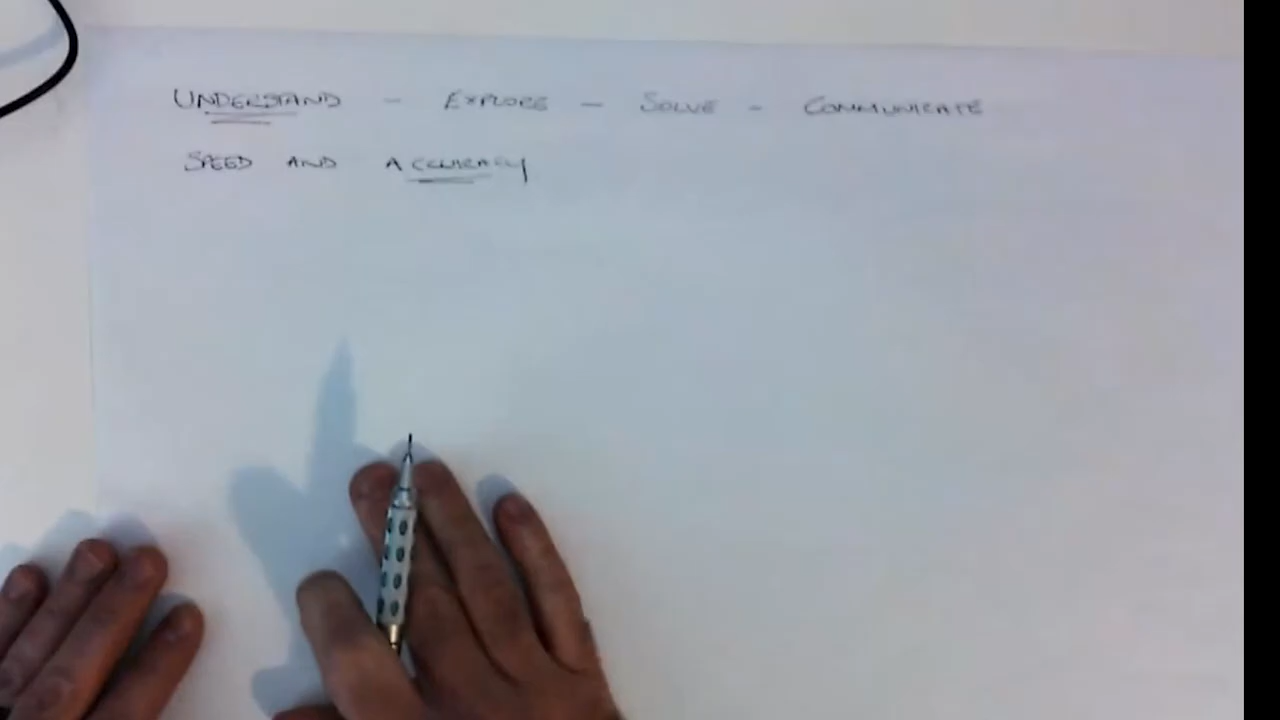 UNDERSTAND - EXPLORE - SOLVE - COMMUNICATE
SPEED AND ACCURACY